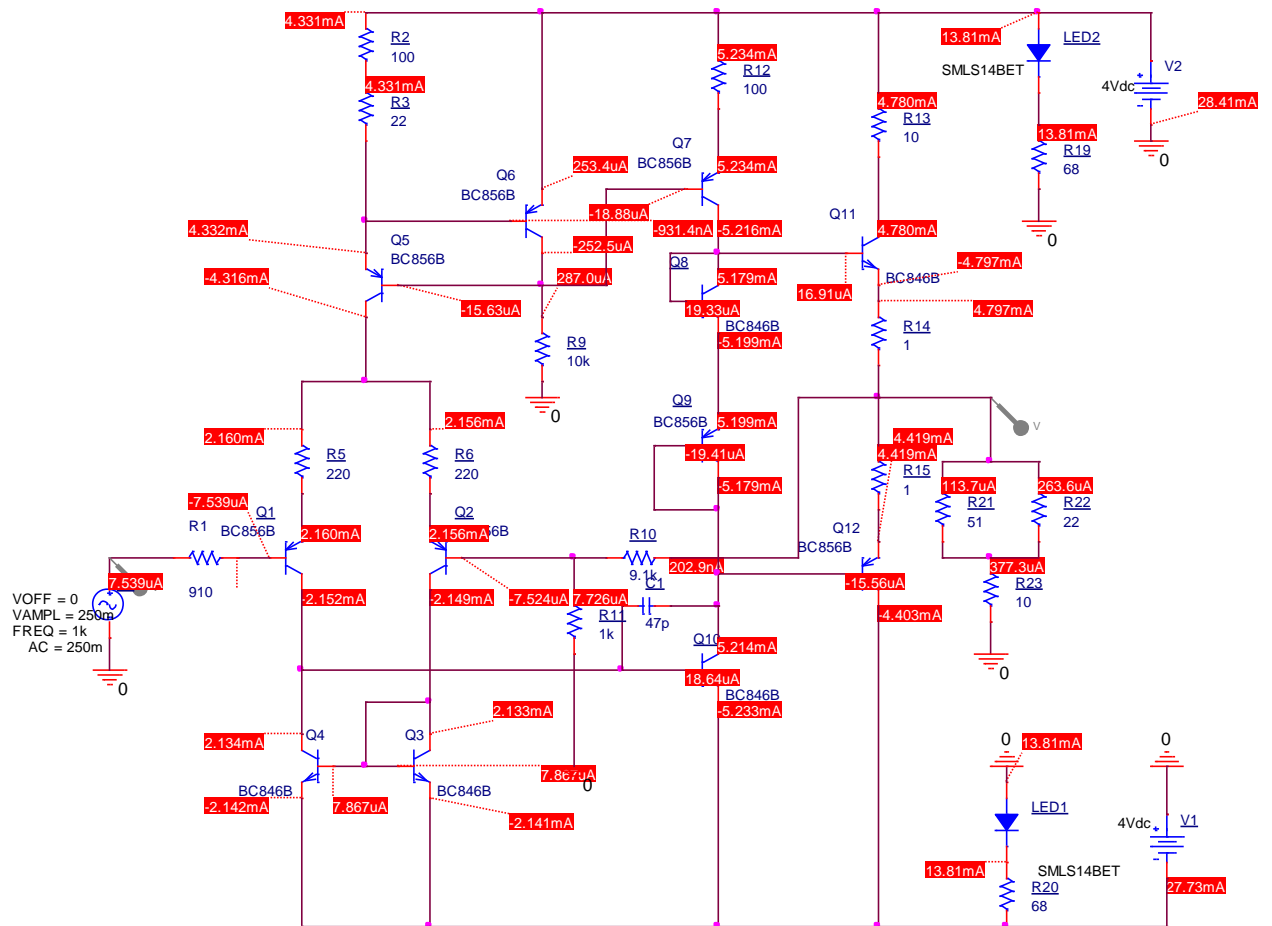 4.331mA
R2
100
4.331mA
R3
22
5.234mA
R12
100
4.780mA
R13
10
13.81mA
LED2
SMLS14BET
V2
4Vdc
28.41mA
0
13.81mA
R19
68
0
Q7
BC856B
5.234mA
Q6
BC856B
253.4uA
-18.88uA
-931.4nA
-5.216mA
-252.5uA
287.0uA
4.332mA
Q5
BC856B
-4.316mA
-15.63uA
Q8
5.179mA
19.33uA
BC846B
-5.199mA
Q11
4.780mA
-4.797mA
BC846B
16.91uA
4.797mA
R14
1
R9
10k
0
Q9
BC856B
5.199mA
-19.41uA
-5.179mA
V
2.160mA
2.156mA
R5
220
R6
220
4.419mA
4.419mA
R15
1
113.7uA
R21
51
263.6uA
R22
22
377.3uA
R23
10
0
-7.539uA
R1
910
Q1
BC856B
2.160mA
Q2
2.156mA
-2.152mA
-2.149mA
-7.524uA
R10
9.1k
202.9nA
7.726uA
R11
1k
C1
47p
Q12
BC856B
-15.56uA
-4.403mA
7.539uA
VOFF = 0
VAMPL = 250m
FREQ = 1k
AC = 250m
0
Q10
5.214mA
18.64uA
BC846B
-5.233mA
Q4
2.134mA
Q3
2.133mA
BC846B
-2.142mA
7.867uA
BC846B
-2.141mA
7.867uA
0
0
13.81mA
LED1
SMLS14BET
13.81mA
R20
68
0
4Vdc
V1
27.73mA